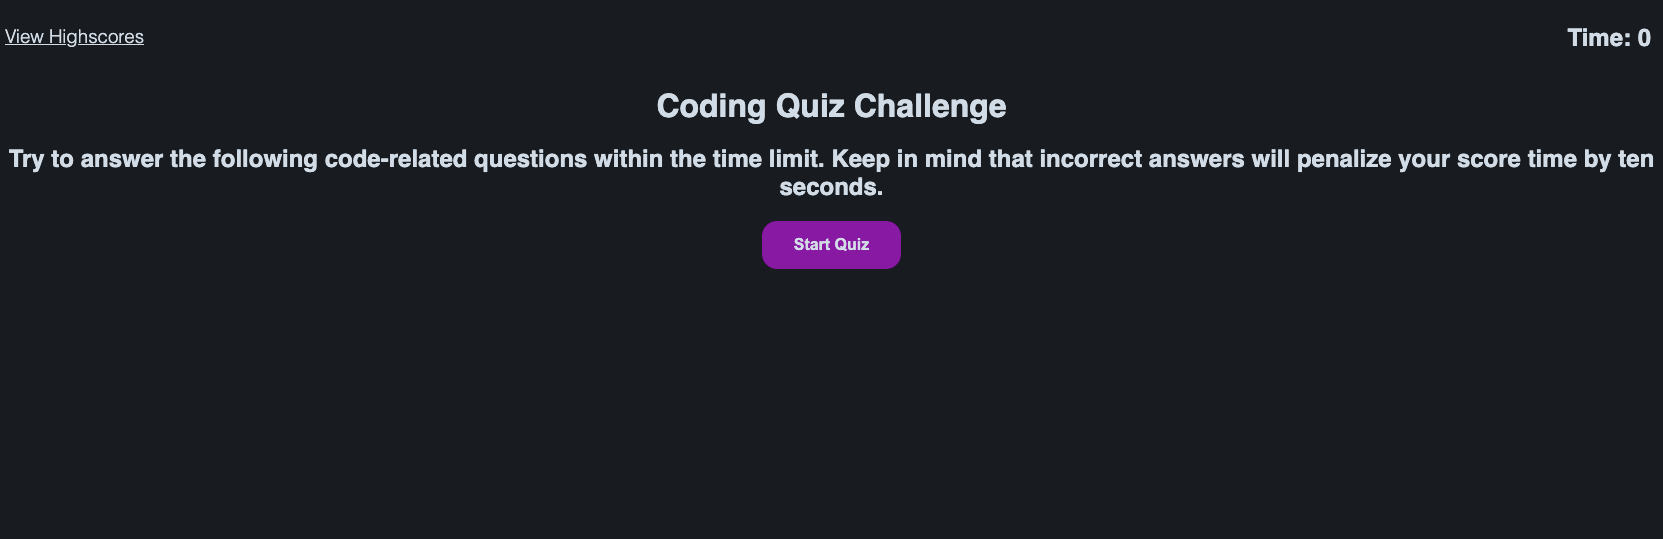 View Highscores
Time: 0
Coding Quiz Challenge
Try to answer the following code-related questions within the time limit. Keep in mind that incorrect answers will penalize your score time by ten
seconds.
Start Quiz